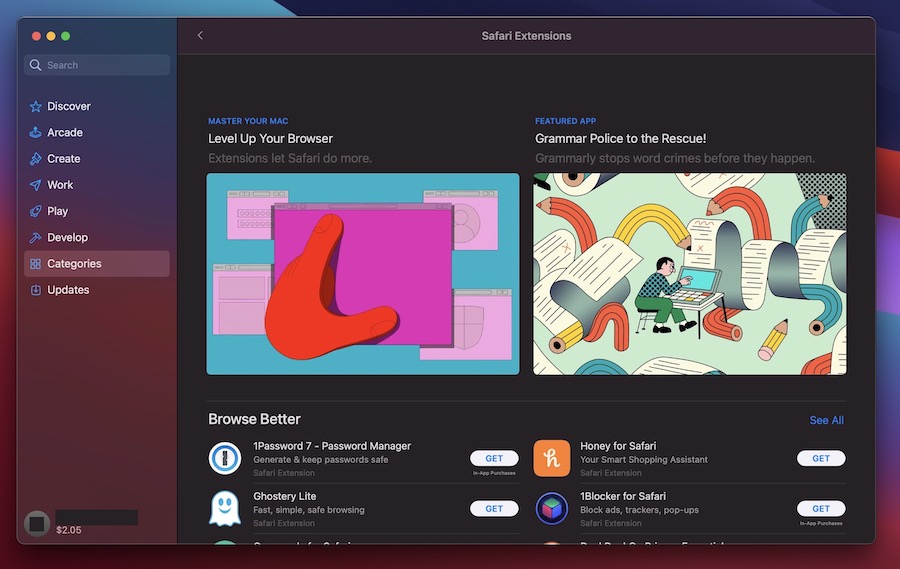 Safari Extensions
Search
Discover
Arcade
Create
Work
Play
Develop
Categories
Updates
$2.05
MASTER YOUR MAC
Level Up Your Browser
Extensions let Safari do more.
FEATURED APP
Grammar Police to the Rescue!
Grammarly stops word crimes before they happen.
Browse Better
See All
1Password 7 - Password Manager
Generate & keep passwords safe
Safari Extension
GET
In-App Purchases
Honey for Safari
Your Smart Shopping Assistant
Safari Extension
GET
Ghostery Lite
Fast, simple, safe browsing
Safari Extension
GET
1Blocker for Safari
Block ads, trackers, pop-ups
Safari Extension
GET
In-App Purchases